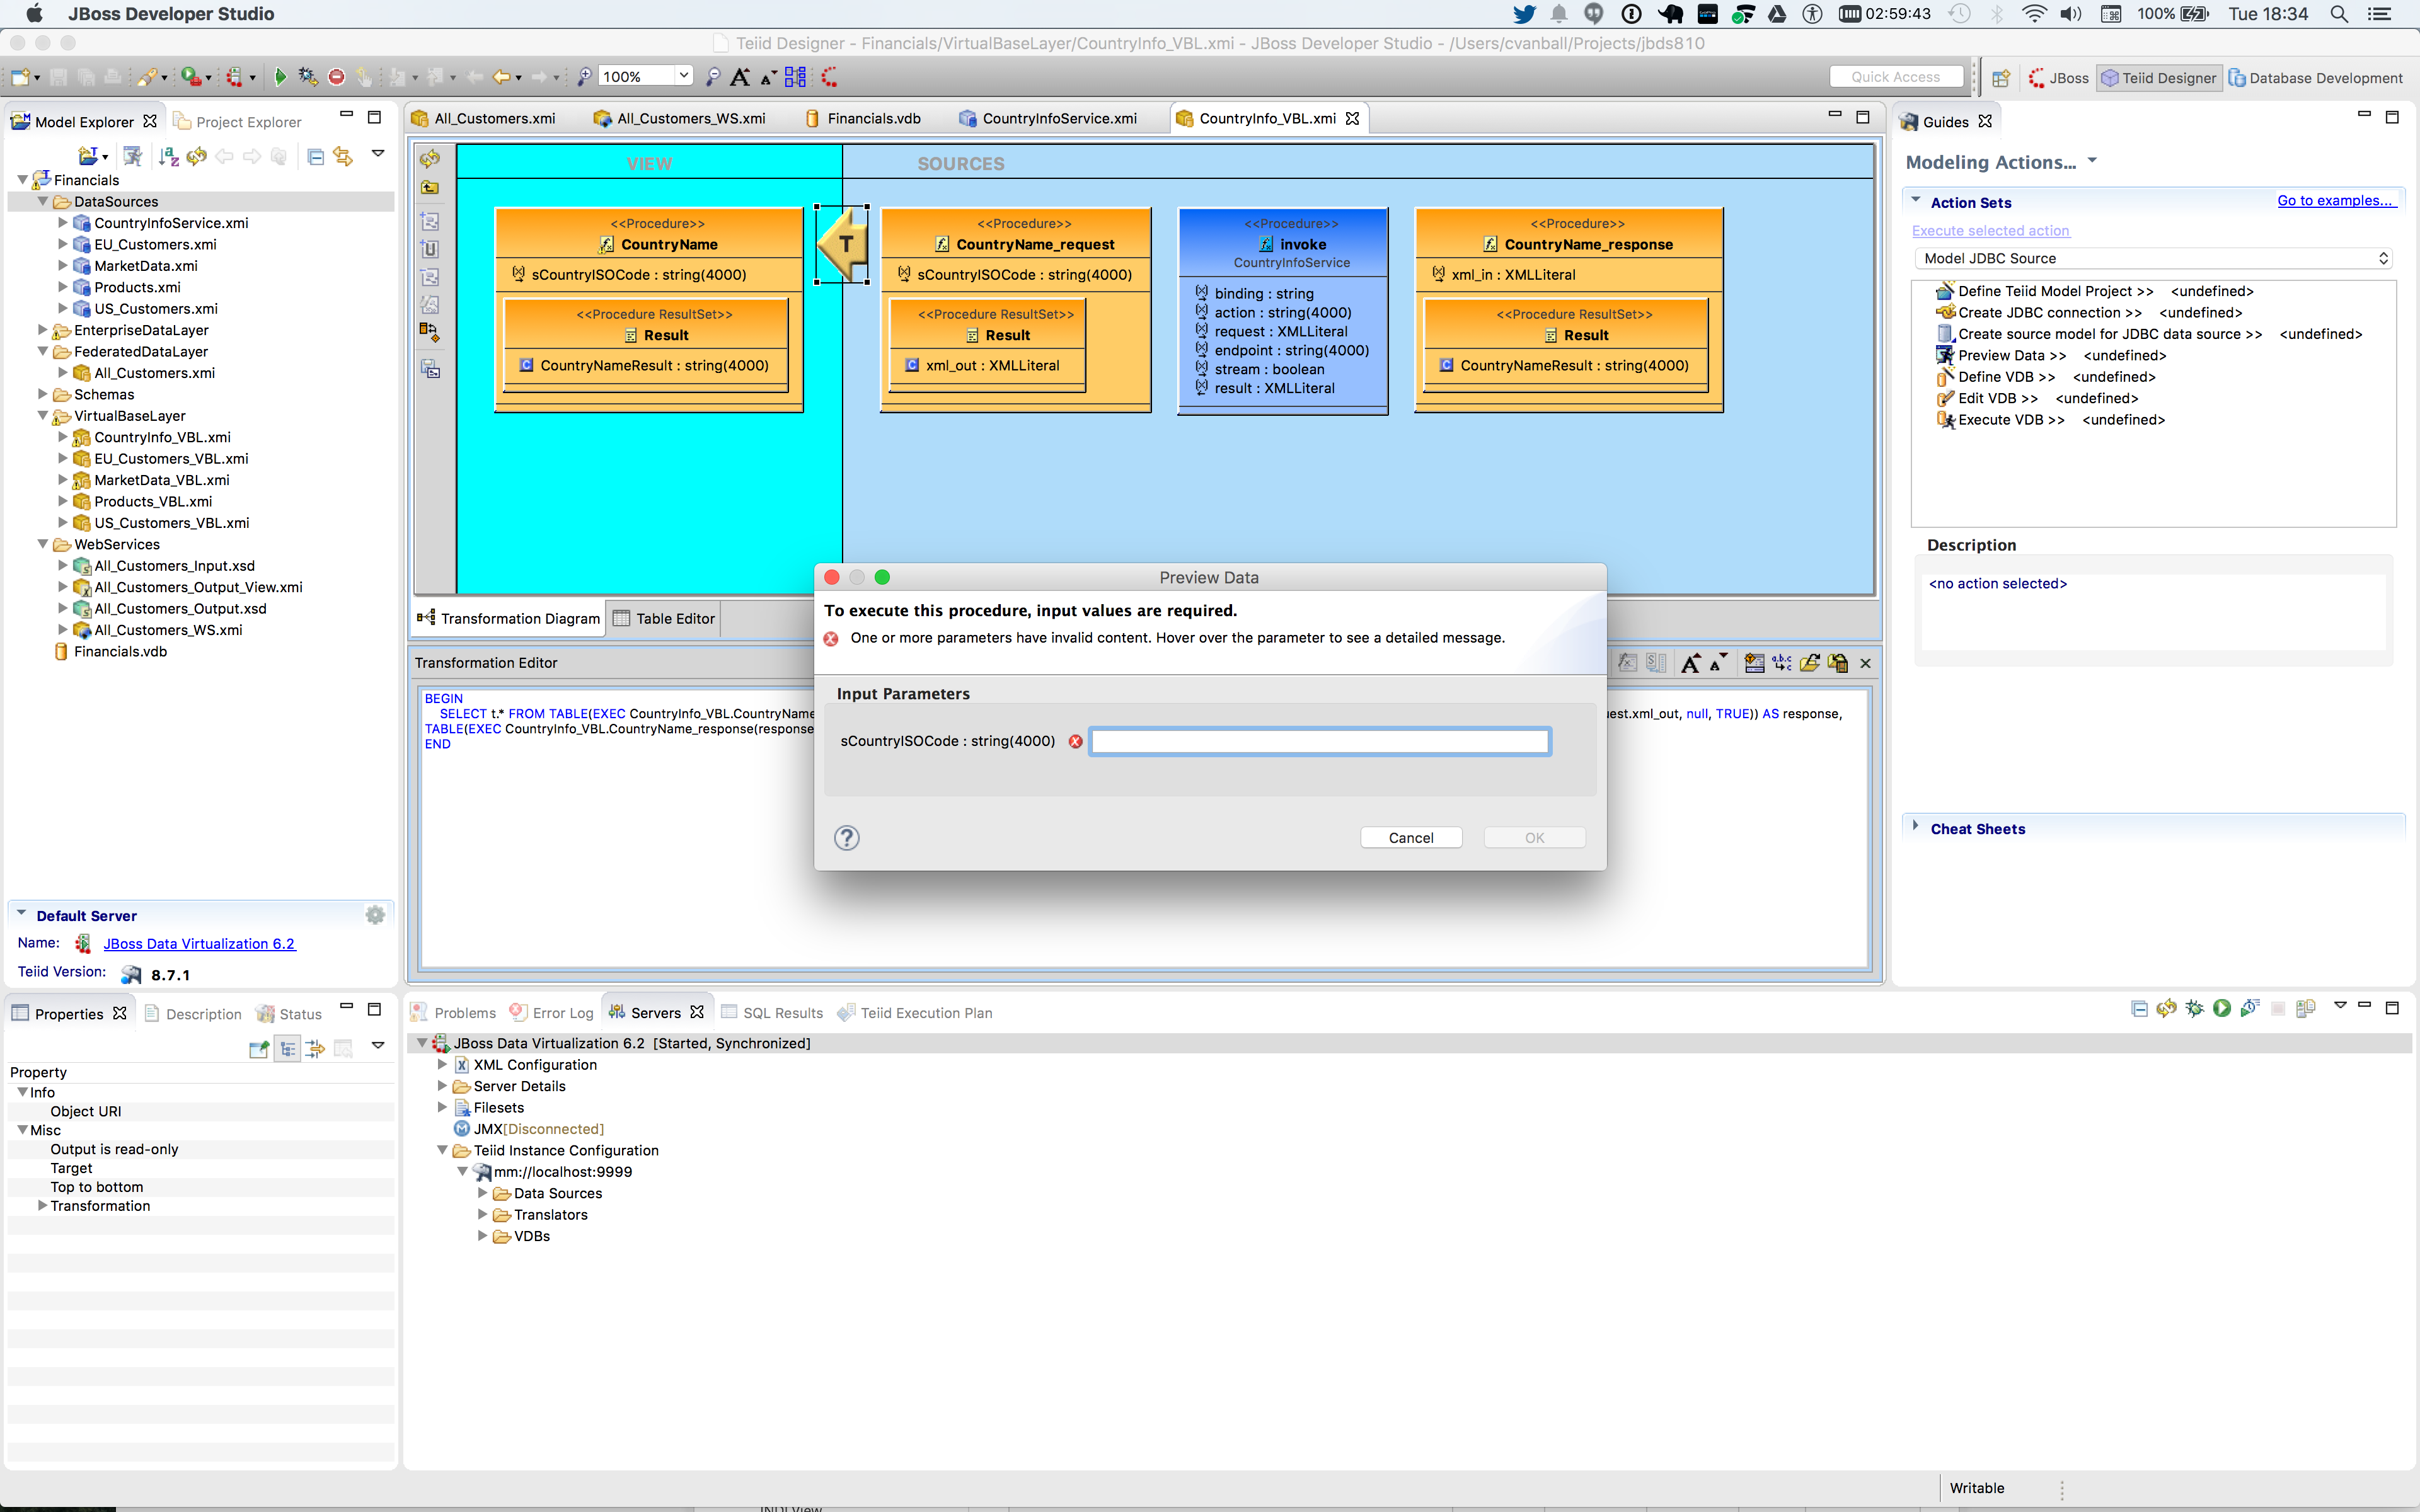 JBoss Developer Studio
02:59:43
100%
Tue 18:34
Teiid Designer - Financials/VirtualBaseLayer/CountryInfo_VBL.xmi - JBoss Developer Studio - /Users/cvanball/Projects/jbds810
100%
Quick Access
JBoss
Teiid Designer
Database Development
Model Explorer
Project Explorer
Financials
DataSources
CountryInfoService.xmi
EU_Customers.xmi
MarketData.xmi
Products.xmi
US_Customers.xmi
EnterpriseDataLayer
FederatedDataLayer
All_Customers.xmi
Schemas
VirtualBaseLayer
CountryInfo_VBL.xmi
EU_Customers_VBL.xmi
MarketData_VBL.xmi
Products_VBL.xmi
US_Customers_VBL.xmi
WebServices
All_Customers_Input.xsd
All_Customers_Output_View.xmi
All_Customers_Output.xsd
All_Customers_WS.xmi
Financials.vdb
Default Server
Name: JBoss Data Virtualization 6.2
Teiid Version: 8.7.1
All_Customers.xmi
All_Customers_WS.xmi
Financials.vdb
CountryInfoService.xmi
CountryInfo_VBL.xmi
VIEW
SOURCES
<<Procedure>>
CountryName
sCountryISOCode : string(4000)
<<Procedure ResultSet>>
Result
CountryNameResult : string(4000)
T
<<Procedure>>
CountryName_request
sCountryISOCode : string(4000)
<<Procedure ResultSet>>
Result
xml_out : XMLLiteral
<<Procedure>>
invoke
CountryInfoService
binding : string
action : string(4000)
request : XMLLiteral
endpoint : string(4000)
stream : boolean
result : XMLLiteral
<<Procedure>>
CountryName_response
xml_in : XMLLiteral
<<Procedure ResultSet>>
Result
CountryNameResult : string(4000)
Transformation Diagram
Table Editor
Transformation Editor
BEGIN
SELECT t.* FROM TABLE(EXEC CountryInfo_VBL.CountryName
est.xml_out, null, TRUE)) AS response,
TABLE(EXEC CountryInfo_VBL.CountryName_response(response
END
Preview Data
To execute this procedure, input values are required.
One or more parameters have invalid content. Hover over the parameter to see a detailed message.
Input Parameters
sCountryISOCode : string(4000)
?
Cancel
OK
Guides
Modeling Actions...
Action Sets
Go to examples...
Execute selected action
Model JDBC Source
Define Teiid Model Project >> <undefined>
Create JDBC connection >> <undefined>
Create source model for JDBC data source >> <undefined>
Preview Data >> <undefined>
Define VDB >> <undefined>
Edit VDB >> <undefined>
Execute VDB >> <undefined>
Description
<no action selected>
Cheat Sheets
Properties
Description
Status
Property
Info
Object URI
Misc
Output is read-only
Target
Top to bottom
Transformation
Problems
Error Log
Servers
SQL Results
Teiid Execution Plan
JBoss Data Virtualization 6.2 [Started, Synchronized]
XML Configuration
Server Details
Filesets
JMX[Disconnected]
Teiid Instance Configuration
mm://localhost:9999
Data Sources
Translators
VDBs
Writable